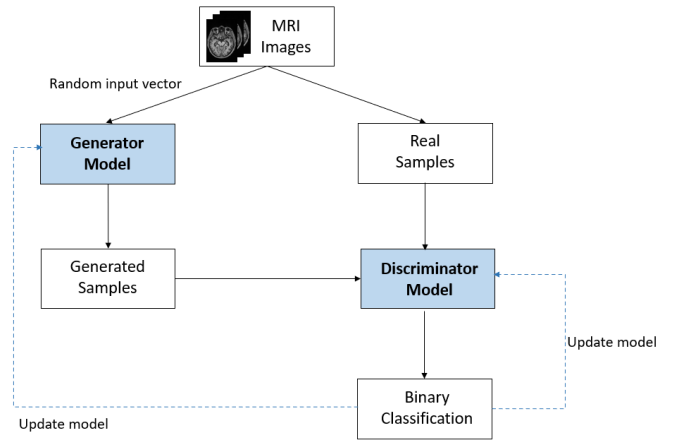 MRI
Images
Random input vector
Generator
Model
Real
Samples
Generated
Samples
Discriminator
Model
Update model
Binary
Classification
Update model